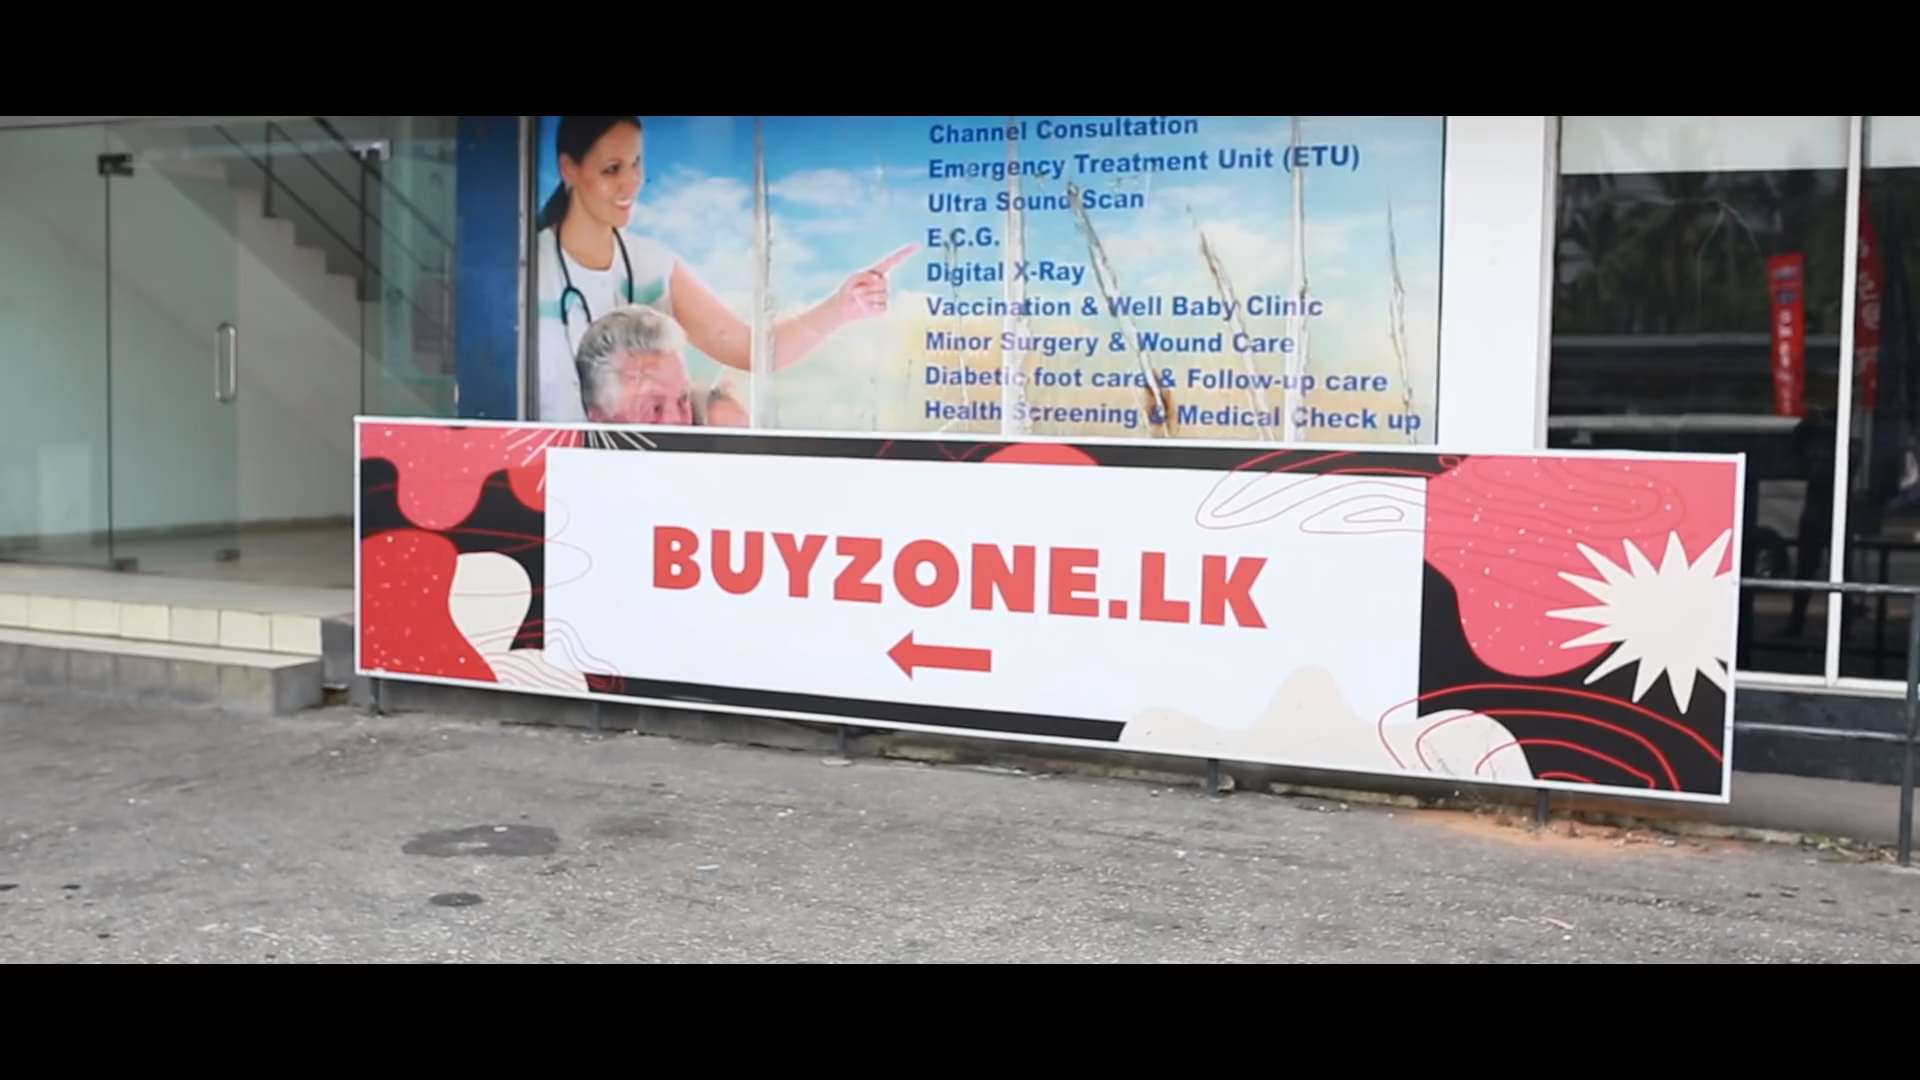 Channel Consultation
Emergency Treatment Unit (ETU)
Ultra Sound Scan
E.C.G.
Digital X-Ray
Vaccination & Well Baby Clinic
Minor Surgery & Wound Care
Diabetic foot care & Follow-up care
Health Screening & Medical Check up
BUYZONE.LK